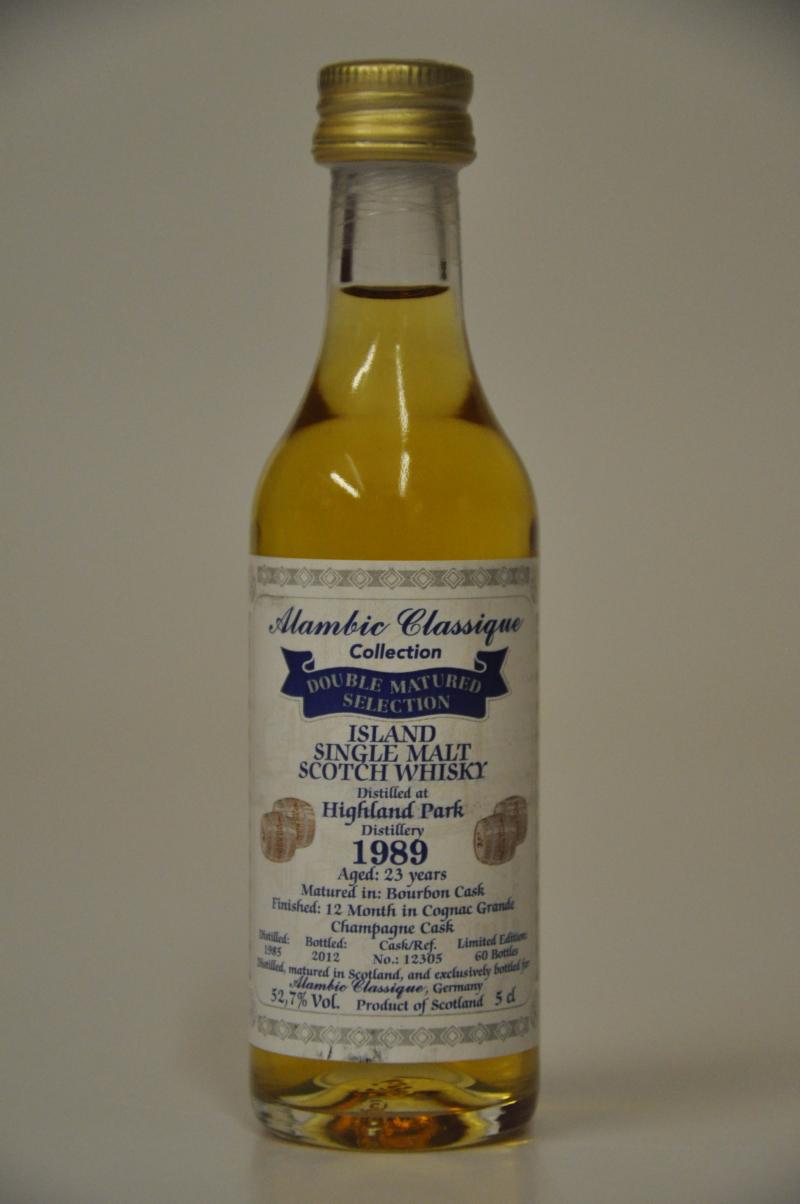 Alambic Classique
Collection
DOUBLE MATURED
SELECTION
ISLAND
SINGLE MALT
SCOTCH WHISKY
Distilled at
Highland Park
Distillery
1989
Aged: 23 years
Matured in: Bourbon Cask
Finished: 12 Month in Cognac Grande
Champagne Cask
Distilled: Bottled: Cask/Ref. Limited Edition:
1985 2012 No.: 12305 60 Bottles
Distilled, matured in Scotland, and exclusively bottled for
Alambic Classique, Germany
52,7% Vol. Product of Scotland 5 cl